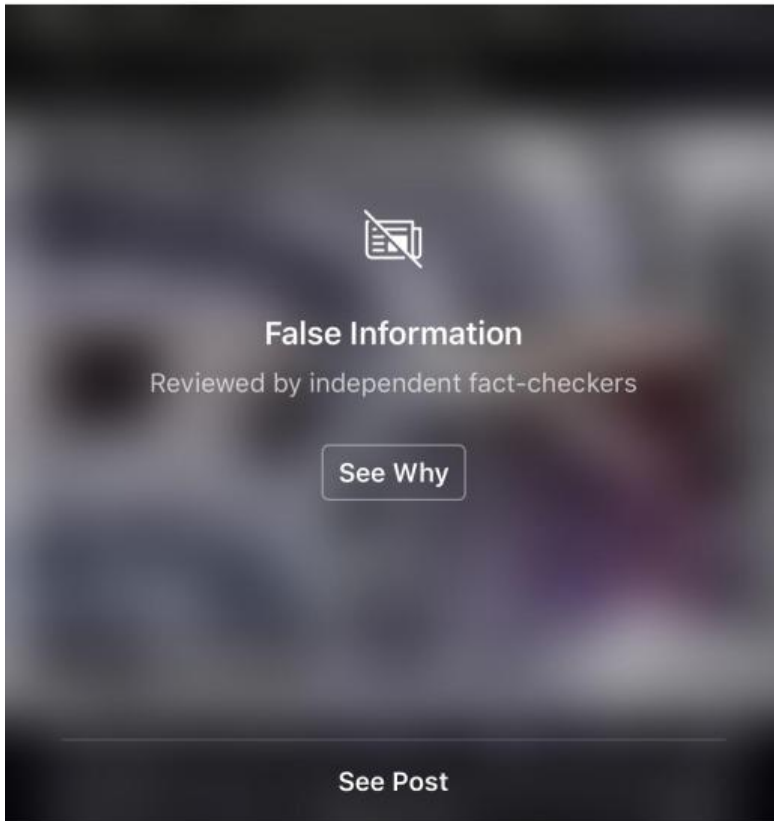 False Information
Reviewed by independent fact-checkers
See Why
See Post